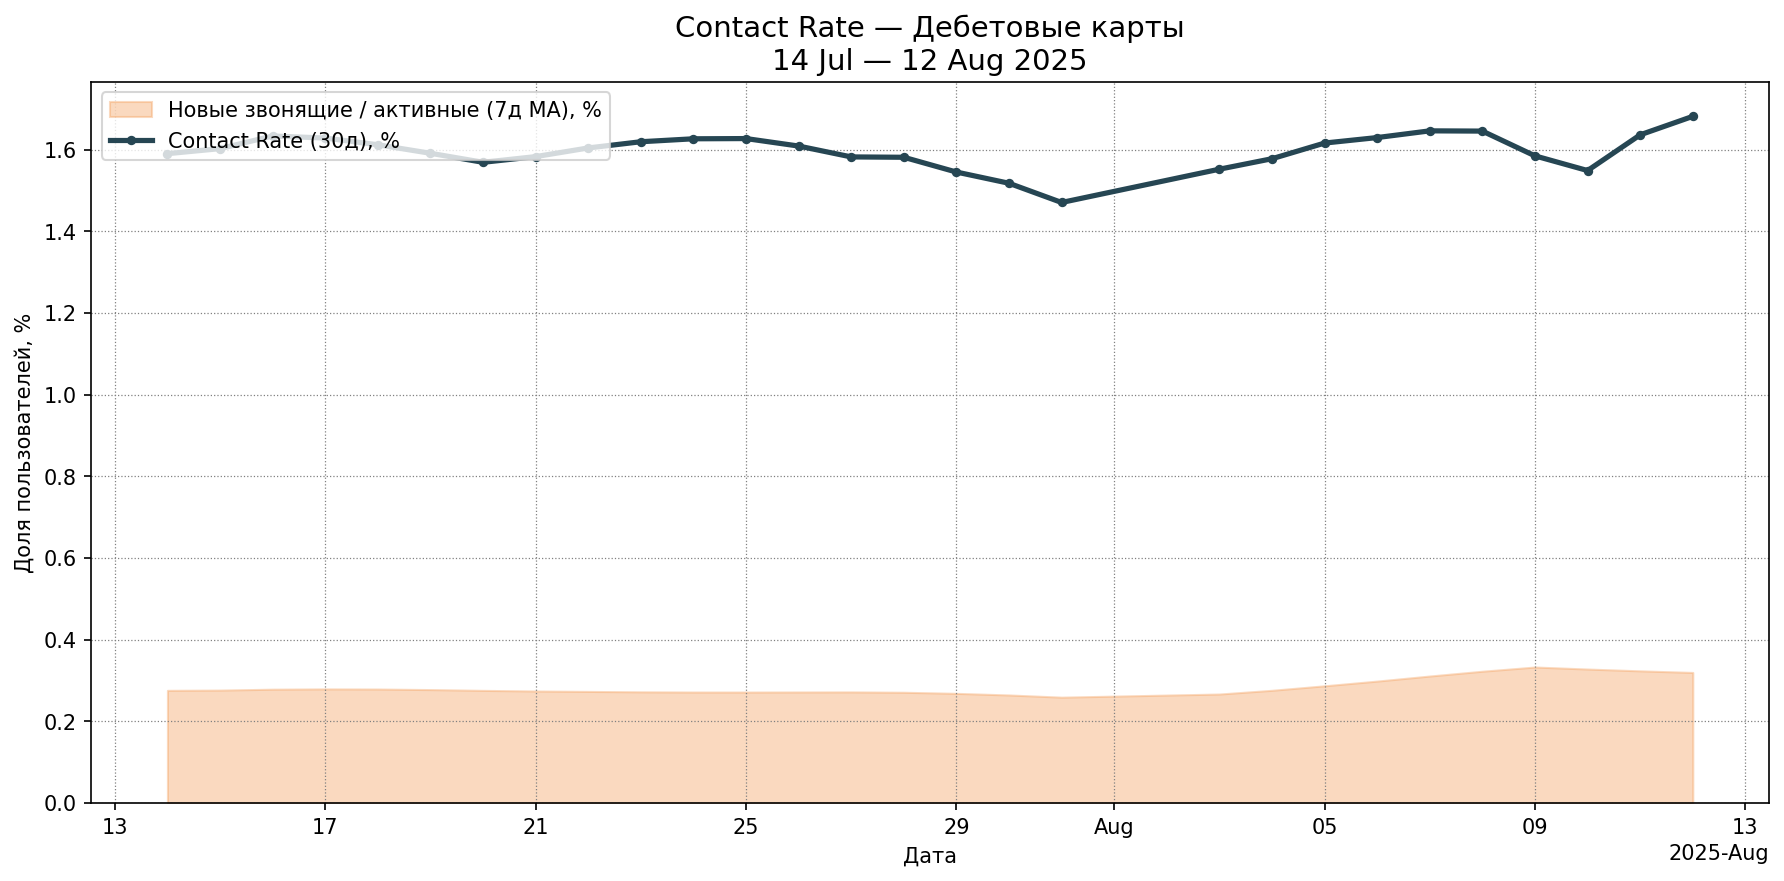 Contact Rate — Дебетовые карты
14 Jul — 12 Aug 2025
Новые звонящие / активные (7д MA), %
Contact Rate (30д), %
Доля пользователей, %
1.6
1.4
1.2
1.0
0.8
0.6
0.4
0.2
0.0
13 17 21 25 29 Aug 05 09 13
Дата
2025-Aug